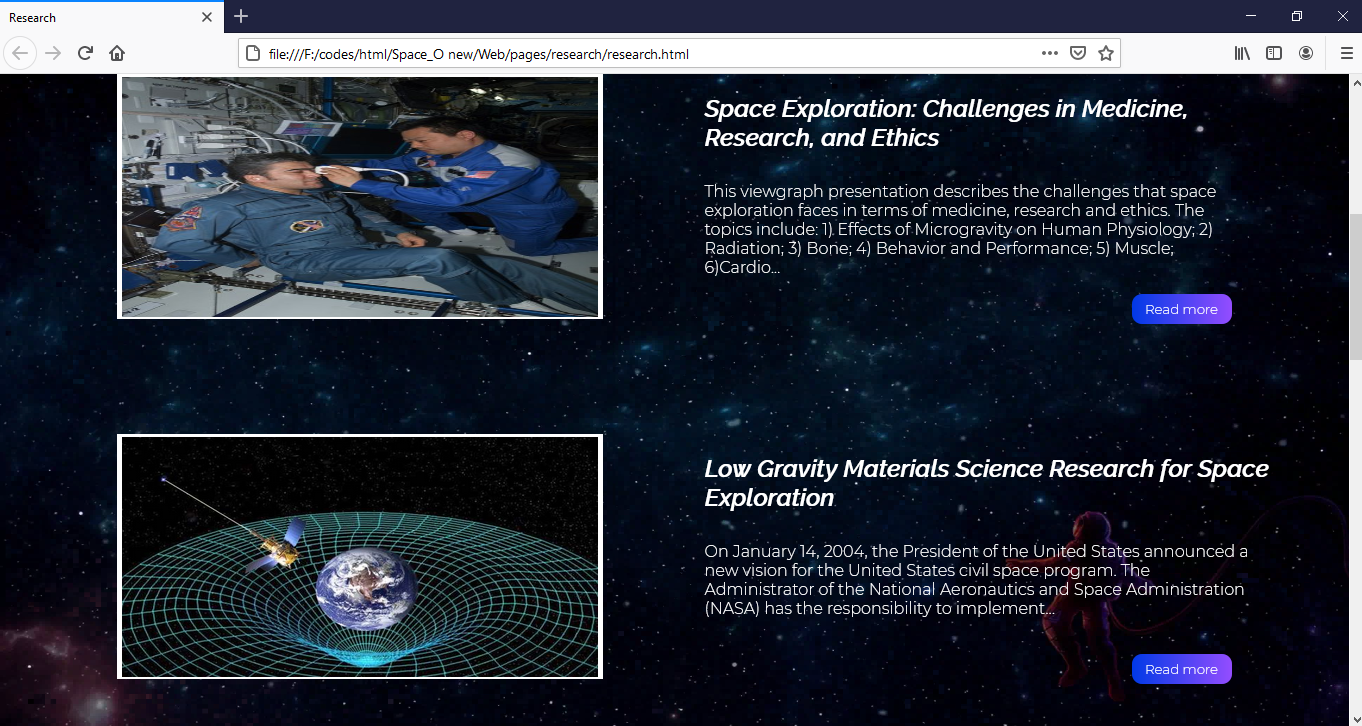 Research
file:///F:/codes/html/Space_O new/Web/pages/research/research.html
Space Exploration: Challenges in Medicine,
Research, and Ethics
This viewgraph presentation describes the challenges that space
exploration faces in terms of medicine, research and ethics. The
topics include: 1) Effects of Microgravity on Human Physiology; 2)
Radiation; 3) Bone; 4) Behavior and Performance; 5) Muscle;
6)Cardio...
Read more
Low Gravity Materials Science Research for Space
Exploration
On January 14, 2004, the President of the United States announced a
new vision for the United States civil space program. The
Administrator of the National Aeronautics and Space Administration
(NASA) has the responsibility to implement...
Read more